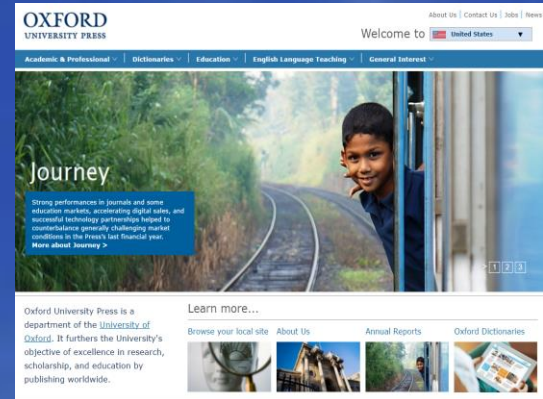 OXFORD
UNIVERSITY PRESS
About Us | Contact Us | Jobs | News
Welcome to United States
Academic & Professional | Dictionaries | Education | English Language Teaching | General Interest
Journey
Strong performances in journals and some
education markets, accelerating digital sales, and
successful technology partnerships helped to
counterbalance generally challenging market
conditions in the Press's last financial year.
More about Journey >
1 2 3
Oxford University Press is a
department of the University of
Oxford. It furthers the University's
objective of excellence in research,
scholarship, and education by
publishing worldwide.
Learn more...
Browse your local site About Us Annual Reports Oxford Dictionaries